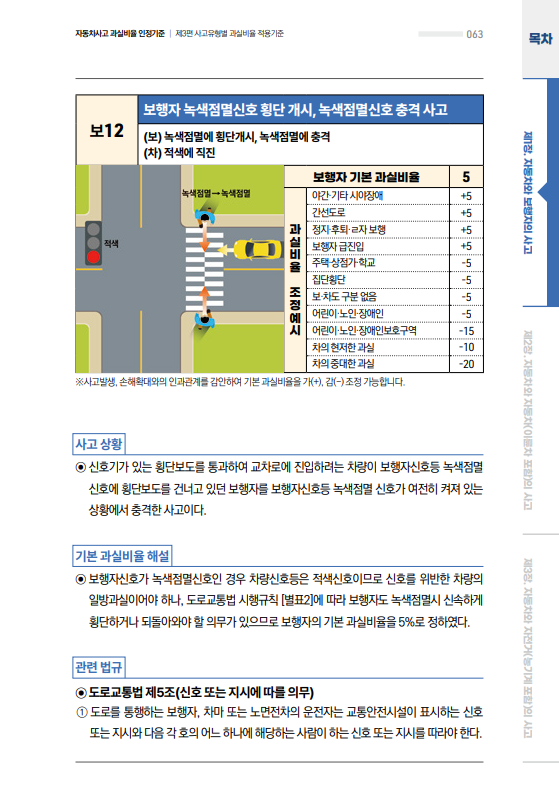 자동차사고 과실비율 인정기준 | 제3편 사고유형별 과실비율 적용기준
063
목차
보12
보행자 녹색점멸신호 횡단 개시, 녹색점멸신호 충격 사고
(보) 녹색점멸에 횡단개시, 녹색점멸에 충격
(차) 적색에 직진
녹색점멸→녹색점멸
적색
보행자 기본 과실비율 5
과실비율 조정예시
야간·기타 시야장애 +5
간선도로 +5
정지·후퇴·ㄹ자 보행 +5
보행자 급진입 +5
주택·상점가·학교 -5
집단횡단 -5
보·차도 구분 없음 -5
어린이·노인·장애인 -5
어린이·노인·장애인보호구역 -15
차의 현저한 과실 -10
차의 중대한 과실 -20
※사고발생, 손해확대와의 인과관계를 감안하여 기본 과실비율을 가(+), 감(-) 조정 가능합니다.
사고 상황
◉ 신호기가 있는 횡단보도를 통과하여 교차로에 진입하려는 차량이 보행자신호등 녹색점멸
신호에 횡단보도를 건너고 있던 보행자를 보행자신호등 녹색점멸 신호가 여전히 켜져 있는
상황에서 충격한 사고이다.
기본 과실비율 해설
◉ 보행자신호가 녹색점멸신호인 경우 차량신호등은 적색신호이므로 신호를 위반한 차량의
일방과실이어야 하나, 도로교통법 시행규칙 [별표2]에 따라 보행자도 녹색점멸시 신속하게
횡단하거나 되돌아와야 할 의무가 있으므로 보행자의 기본 과실비율을 5%로 정하였다.
관련 법규
◉ 도로교통법 제5조(신호 또는 지시에 따를 의무)
① 도로를 통행하는 보행자, 차마 또는 노면전차의 운전자는 교통안전시설이 표시하는 신호
또는 지시와 다음 각 호의 어느 하나에 해당하는 사람이 하는 신호 또는 지시를 따라야 한다.
제1장. 자동차와 보행자의 사고
제2장. 자동차와 자동차(이륜차 포함)의 사고
제3장. 자동차와 자전거(농기계 포함)의 사고